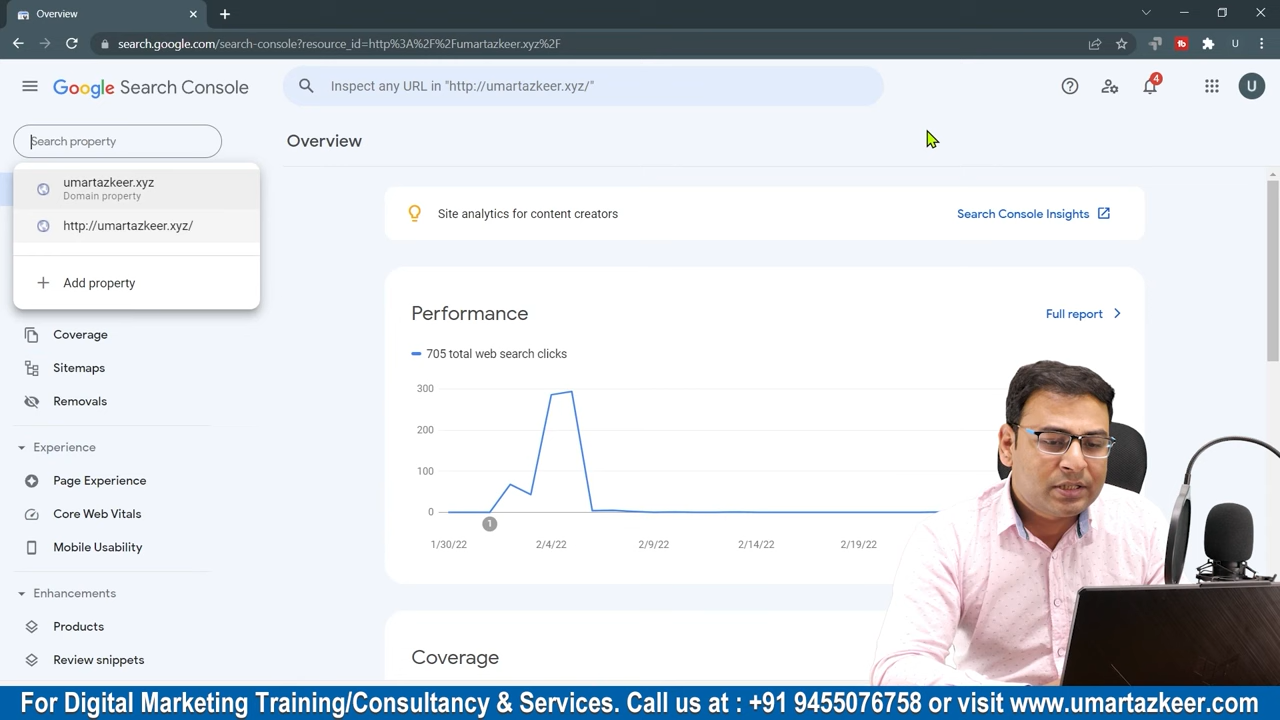 Overview
search.google.com/search-console?resource_id=http%3A%2F%2Fumartazkeer.xyz%2F
U
Google Search Console
Inspect any URL in "http://umartazkeer.xyz/"
4
U
Search property
Overview
umartazkeer.xyz
Domain property
http://umartazkeer.xyz/
Add property
Coverage
Sitemaps
Removals
Experience
Page Experience
Core Web Vitals
Mobile Usability
Enhancements
Products
Review snippets
Site analytics for content creators
Search Console Insights
Performance
Full report
705 total web search clicks
300
200
100
0
1
1/30/22
2/4/22
2/9/22
2/14/22
2/19/22
Coverage
For Digital Marketing Training/Consultancy & Services. Call us at : +91 9455076758 or visit www.umartazkeer.com